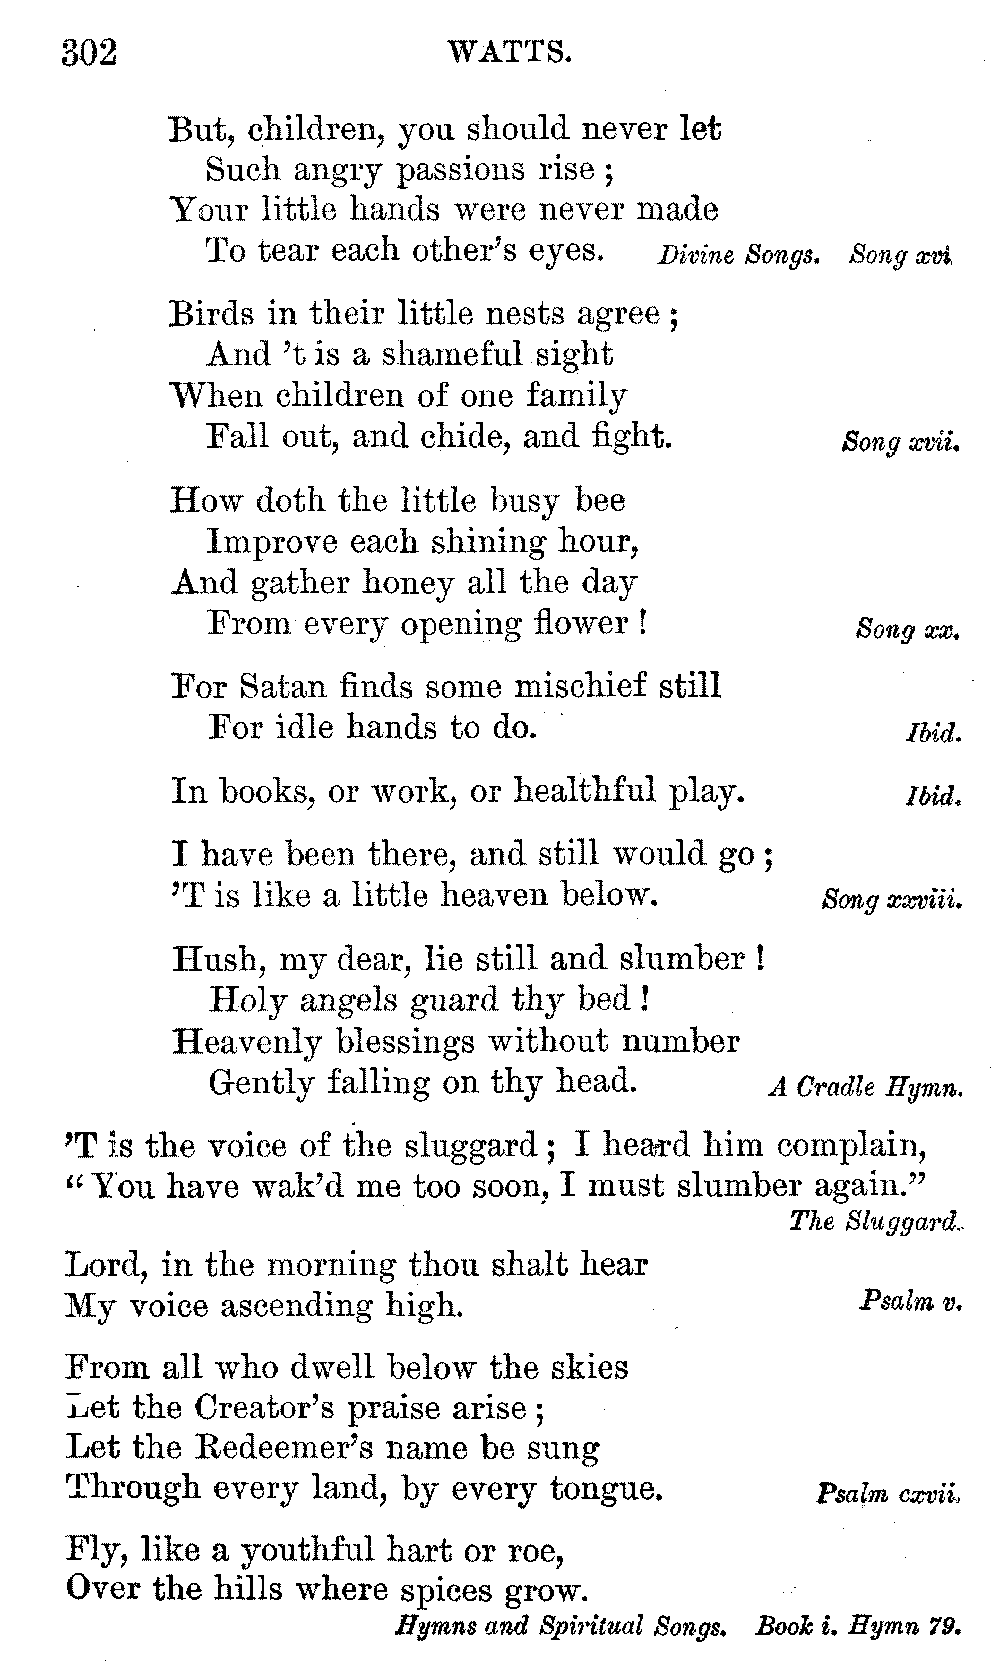 302 WATTS.
But, children, you should never let
Such angry passions rise ;
Your little hands were never made
To tear each other's eyes. Divine Songs. Song xvi.
Birds in their little nests agree ;
And 't is a shameful sight
When children of one family
Fall out, and chide, and fight. Song xvii.
How doth the little busy bee
Improve each shining hour,
And gather honey all the day
From every opening flower ! Song xx.
For Satan finds some mischief still
For idle hands to do. Ibid.
In books, or work, or healthful play. Ibid.
I have been there, and still would go ;
'T is like a little heaven below. Song xxviii.
Hush, my dear, lie still and slumber !
Holy angels guard thy bed !
Heavenly blessings without number
Gently falling on thy head. A Cradle Hymn.
'T is the voice of the sluggard ; I heard him complain,
"You have wak'd me too soon, I must slumber again."
The Sluggard.
Lord, in the morning thou shalt hear
My voice ascending high. Psalm v.
From all who dwell below the skies
Let the Creator's praise arise ;
Let the Redeemer's name be sung
Through every land, by every tongue. Psalm cxvii.
Fly, like a youthful hart or roe,
Over the hills where spices grow.
Hymns and Spiritual Songs. Book i. Hymn 79.